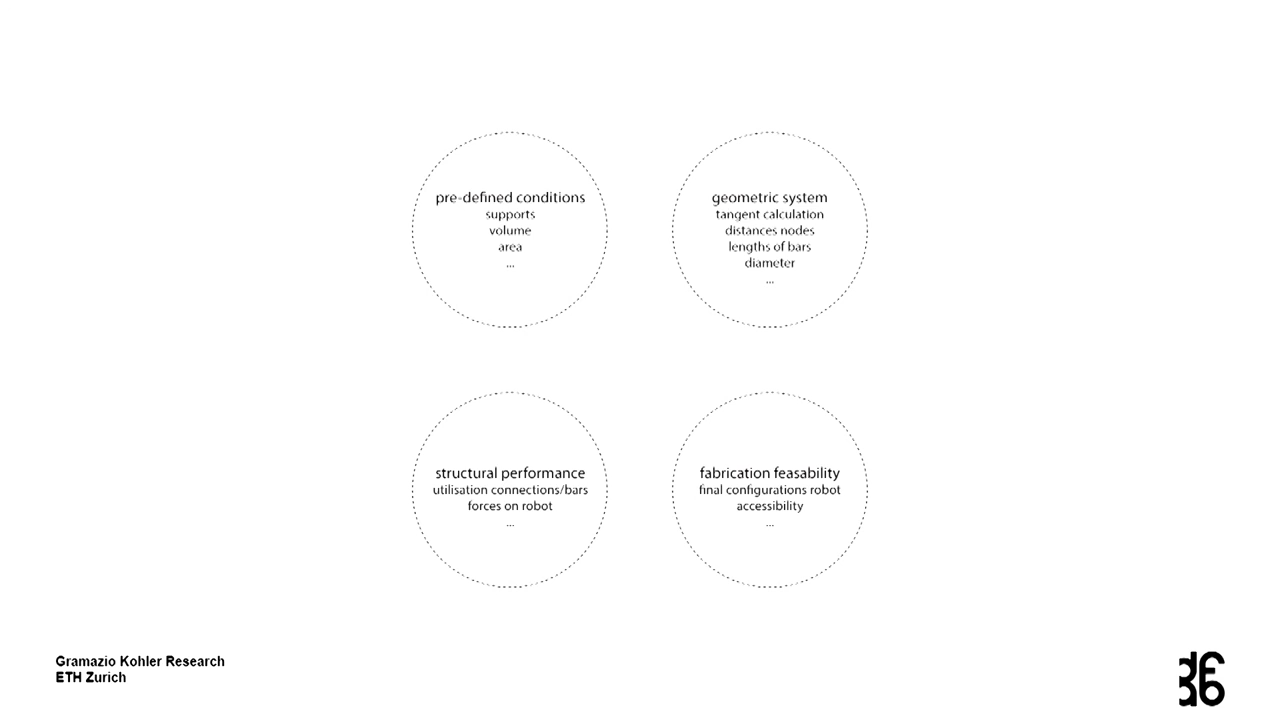 pre-defined conditions
supports
volume
area
...
geometric system
tangent calculation
distances nodes
lengths of bars
diameter
...
structural performance
utilisation connections/bars
forces on robot
...
fabrication feasability
final configurations robot
accessibility
...
Gramazio Kohler Research
ETH Zurich